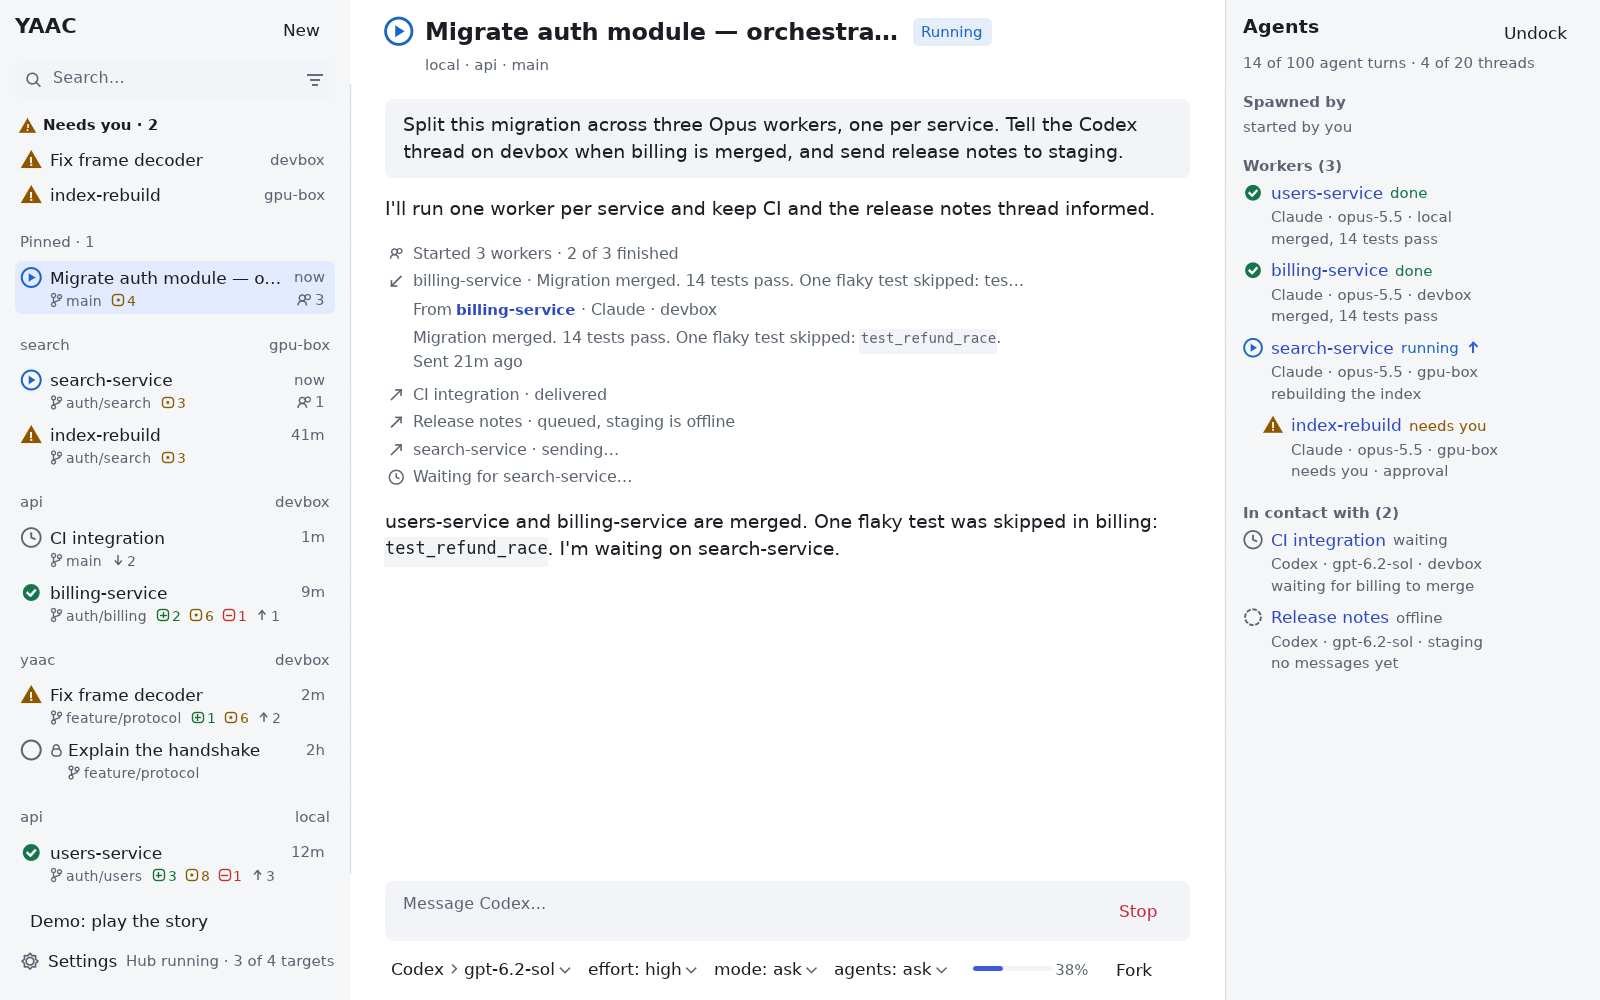 YAAC
New
Search...
Needs you · 2
Fix frame decoder devbox
index-rebuild gpu-box
Pinned · 1
Migrate auth module — o... now
main 4 3
search gpu-box
search-service now
auth/search 3 1
index-rebuild 41m
auth/search 3
api devbox
CI integration 1m
main 2
billing-service 9m
auth/billing 2 6 1 1
yaac devbox
Fix frame decoder 2m
feature/protocol 1 6 2
Explain the handshake 2h
feature/protocol
api local
users-service 12m
auth/users 3 8 1 3
Demo: play the story
Settings Hub running · 3 of 4 targets
Migrate auth module — orchestra... Running
local · api · main
Split this migration across three Opus workers, one per service. Tell the Codex
thread on devbox when billing is merged, and send release notes to staging.
I'll run one worker per service and keep CI and the release notes thread informed.
Started 3 workers · 2 of 3 finished
billing-service · Migration merged. 14 tests pass. One flaky test skipped: tes...
From billing-service · Claude · devbox
Migration merged. 14 tests pass. One flaky test skipped: test_refund_race.
Sent 21m ago
CI integration · delivered
Release notes · queued, staging is offline
search-service · sending...
Waiting for search-service...
users-service and billing-service are merged. One flaky test was skipped in billing:
test_refund_race. I'm waiting on search-service.
Message Codex...
Stop
Codex gpt-6.2-sol effort: high mode: ask agents: ask 38% Fork
Agents
Undock
14 of 100 agent turns · 4 of 20 threads
Spawned by
started by you
Workers (3)
users-service done
Claude · opus-5.5 · local
merged, 14 tests pass
billing-service done
Claude · opus-5.5 · devbox
merged, 14 tests pass
search-service running
Claude · opus-5.5 · gpu-box
rebuilding the index
index-rebuild needs you
Claude · opus-5.5 · gpu-box
needs you · approval
In contact with (2)
CI integration waiting
Codex · gpt-6.2-sol · devbox
waiting for billing to merge
Release notes offline
Codex · gpt-6.2-sol · staging
no messages yet